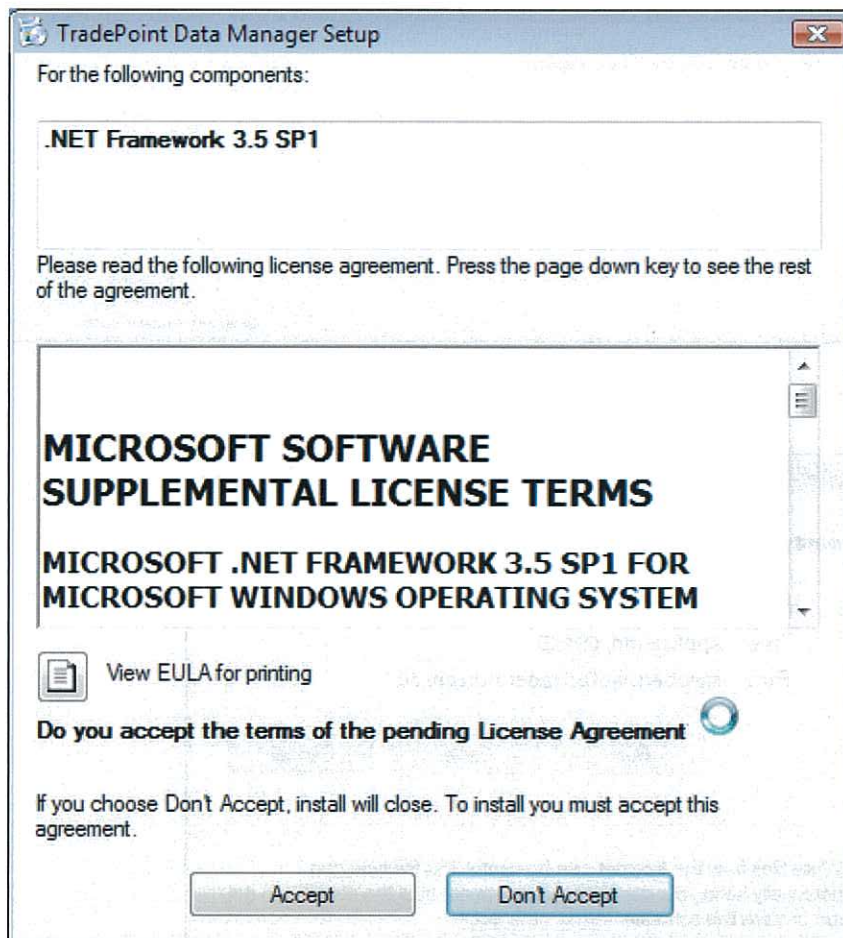 TradePoint Data Manager Setup
For the following components:
.NET Framework 3.5 SP1
Please read the following license agreement. Press the page down key to see the rest
of the agreement.
MICROSOFT SOFTWARE
SUPPLEMENTAL LICENSE TERMS
MICROSOFT .NET FRAMEWORK 3.5 SP1 FOR
MICROSOFT WINDOWS OPERATING SYSTEM
View EULA for printing
Do you accept the terms of the pending License Agreement
If you choose Don't Accept, install will close. To install you must accept this
agreement.
Accept
Don't Accept